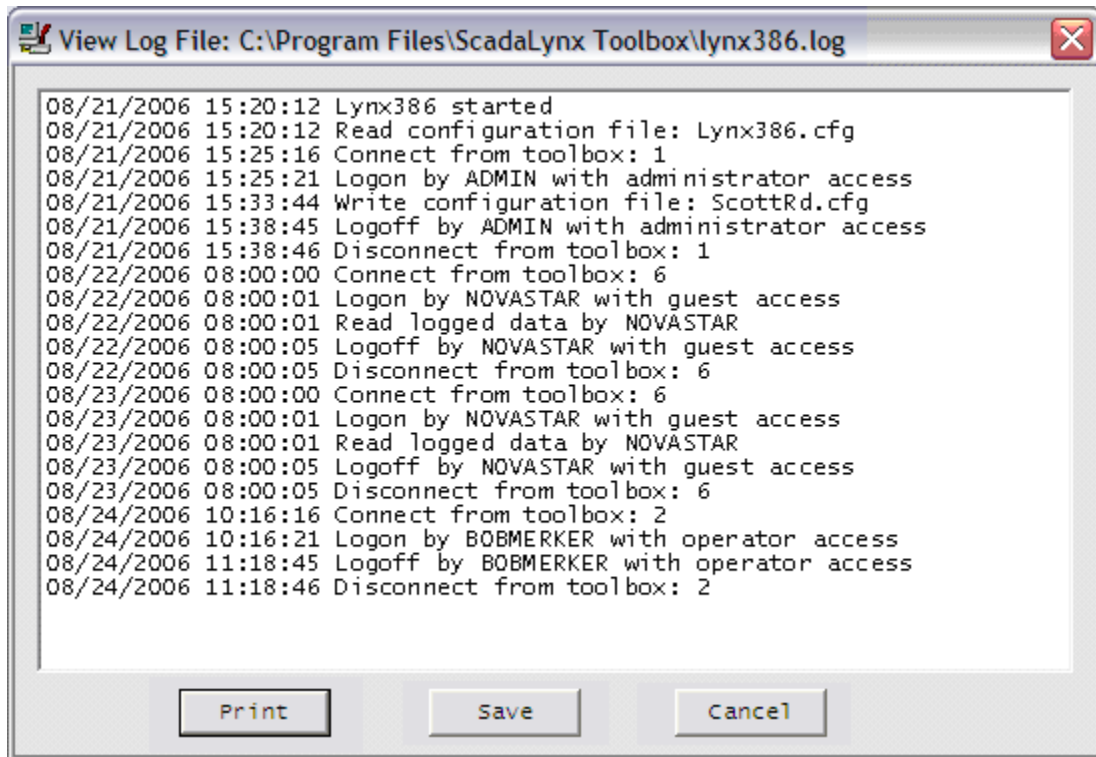 View Log File: C:\Program Files\ScadaLynx Toolbox\lynx386.log
08/21/2006 15:20:12 Lynx386 started
08/21/2006 15:20:12 Read configuration file: Lynx386.cfg
08/21/2006 15:25:16 Connect from toolbox: 1
08/21/2006 15:25:21 Logon by ADMIN with administrator access
08/21/2006 15:33:44 Write configuration file: ScottRd.cfg
08/21/2006 15:38:45 Logoff by ADMIN with administrator access
08/21/2006 15:38:46 Disconnect from toolbox: 1
08/22/2006 08:00:00 Connect from toolbox: 6
08/22/2006 08:00:01 Logon by NOVASTAR with guest access
08/22/2006 08:00:01 Read logged data by NOVASTAR
08/22/2006 08:00:05 Logoff by NOVASTAR with guest access
08/22/2006 08:00:05 Disconnect from toolbox: 6
08/23/2006 08:00:00 Connect from toolbox: 6
08/23/2006 08:00:01 Logon by NOVASTAR with guest access
08/23/2006 08:00:01 Read logged data by NOVASTAR
08/23/2006 08:00:05 Logoff by NOVASTAR with guest access
08/23/2006 08:00:05 Disconnect from toolbox: 6
08/24/2006 10:16:16 Connect from toolbox: 2
08/24/2006 10:16:21 Logon by BOBMERKER with operator access
08/24/2006 11:18:45 Logoff by BOBMERKER with operator access
08/24/2006 11:18:46 Disconnect from toolbox: 2
Print Save Cancel